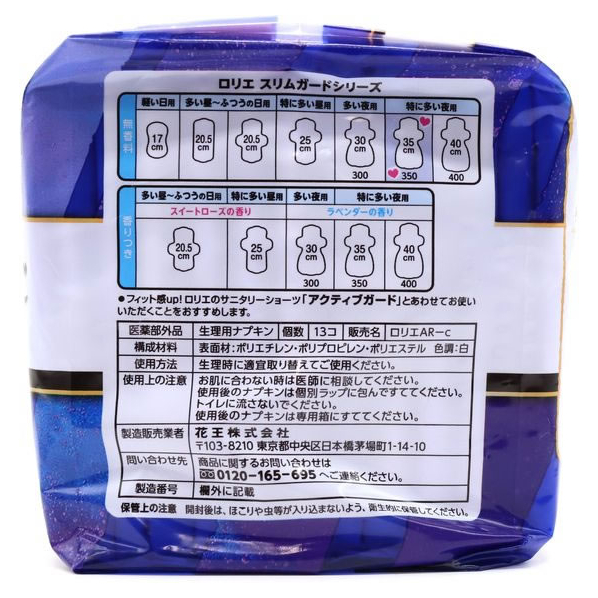 ロリエ スリムガードシリーズ
無香料
軽い日用 多い昼~ふつうの日用 特に多い昼用 多い夜用 特に多い夜用
17cm 20.5cm 20.5cm 25cm 30cm 35cm 40cm
300 350 400
香りつき
多い昼~ふつうの日用 特に多い昼用 多い夜用 特に多い夜用
スイートローズの香り ラベンダーの香り
20.5cm 25cm 30cm 35cm 40cm
300 350 400
●フィット感up! ロリエのサニタリーショーツ「アクティブガード」とあわせてお使い
いただくことをおすすめします。
医薬部外品 生理用ナプキン 個数 13コ 販売名 ロリエAR-c
構成材料 表面材:ポリエチレン・ポリプロピレン・ポリエステル 色調:白
使用方法 生理時に適宜取り替えてご使用ください。
使用上の注意 お肌に合わない時は医師に相談してください。
使用後のナプキンは個別ラップに包んですててください。
トイレに流さないでください。
使用後のナプキンは専用箱にすててください。
製造販売業者 花王株式会社
〒103-8210 東京都中央区日本橋茅場町1-14-10
問い合わせ先 商品に関するお問い合わせは
0120-165-695へご連絡ください。
製造番号 欄外に記載
保管上の注意 開封後は、ほこりや虫等が入り込まないよう、衛生的に保管してください。